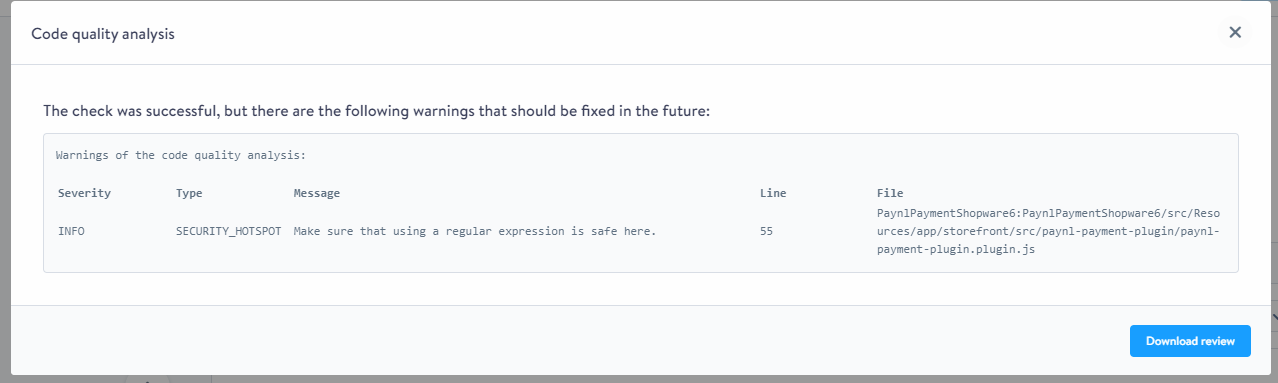 Code quality analysis
The check was successful, but there are the following warnings that should be fixed in the future:
Warnings of the code quality analysis:
Severity Type Message Line File
INFO SECURITY_HOTSPOT Make sure that using a regular expression is safe here. 55 PaynlPaymentShopware6:PaynlPaymentShopware6/src/Reso
urces/app/storefront/src/paynl-payment-plugin/paynl-
payment-plugin.plugin.js
Download review